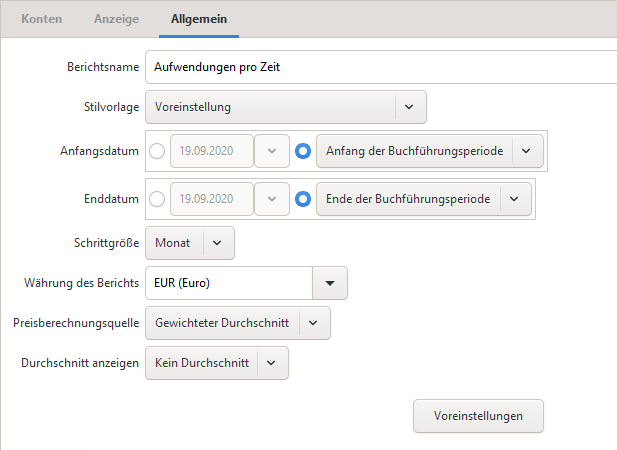 Konten Anzeige Allgemein
Berichtsname Aufwendungen pro Zeit
Stilvorlage Voreinstellung
Anfangsdatum 19.09.2020 Anfang der Buchführungsperiode
Enddatum 19.09.2020 Ende der Buchführungsperiode
Schrittgröße Monat
Währung des Berichts EUR (Euro)
Preisberechnungsquelle Gewichteter Durchschnitt
Durchschnitt anzeigen Kein Durchschnitt
Voreinstellungen